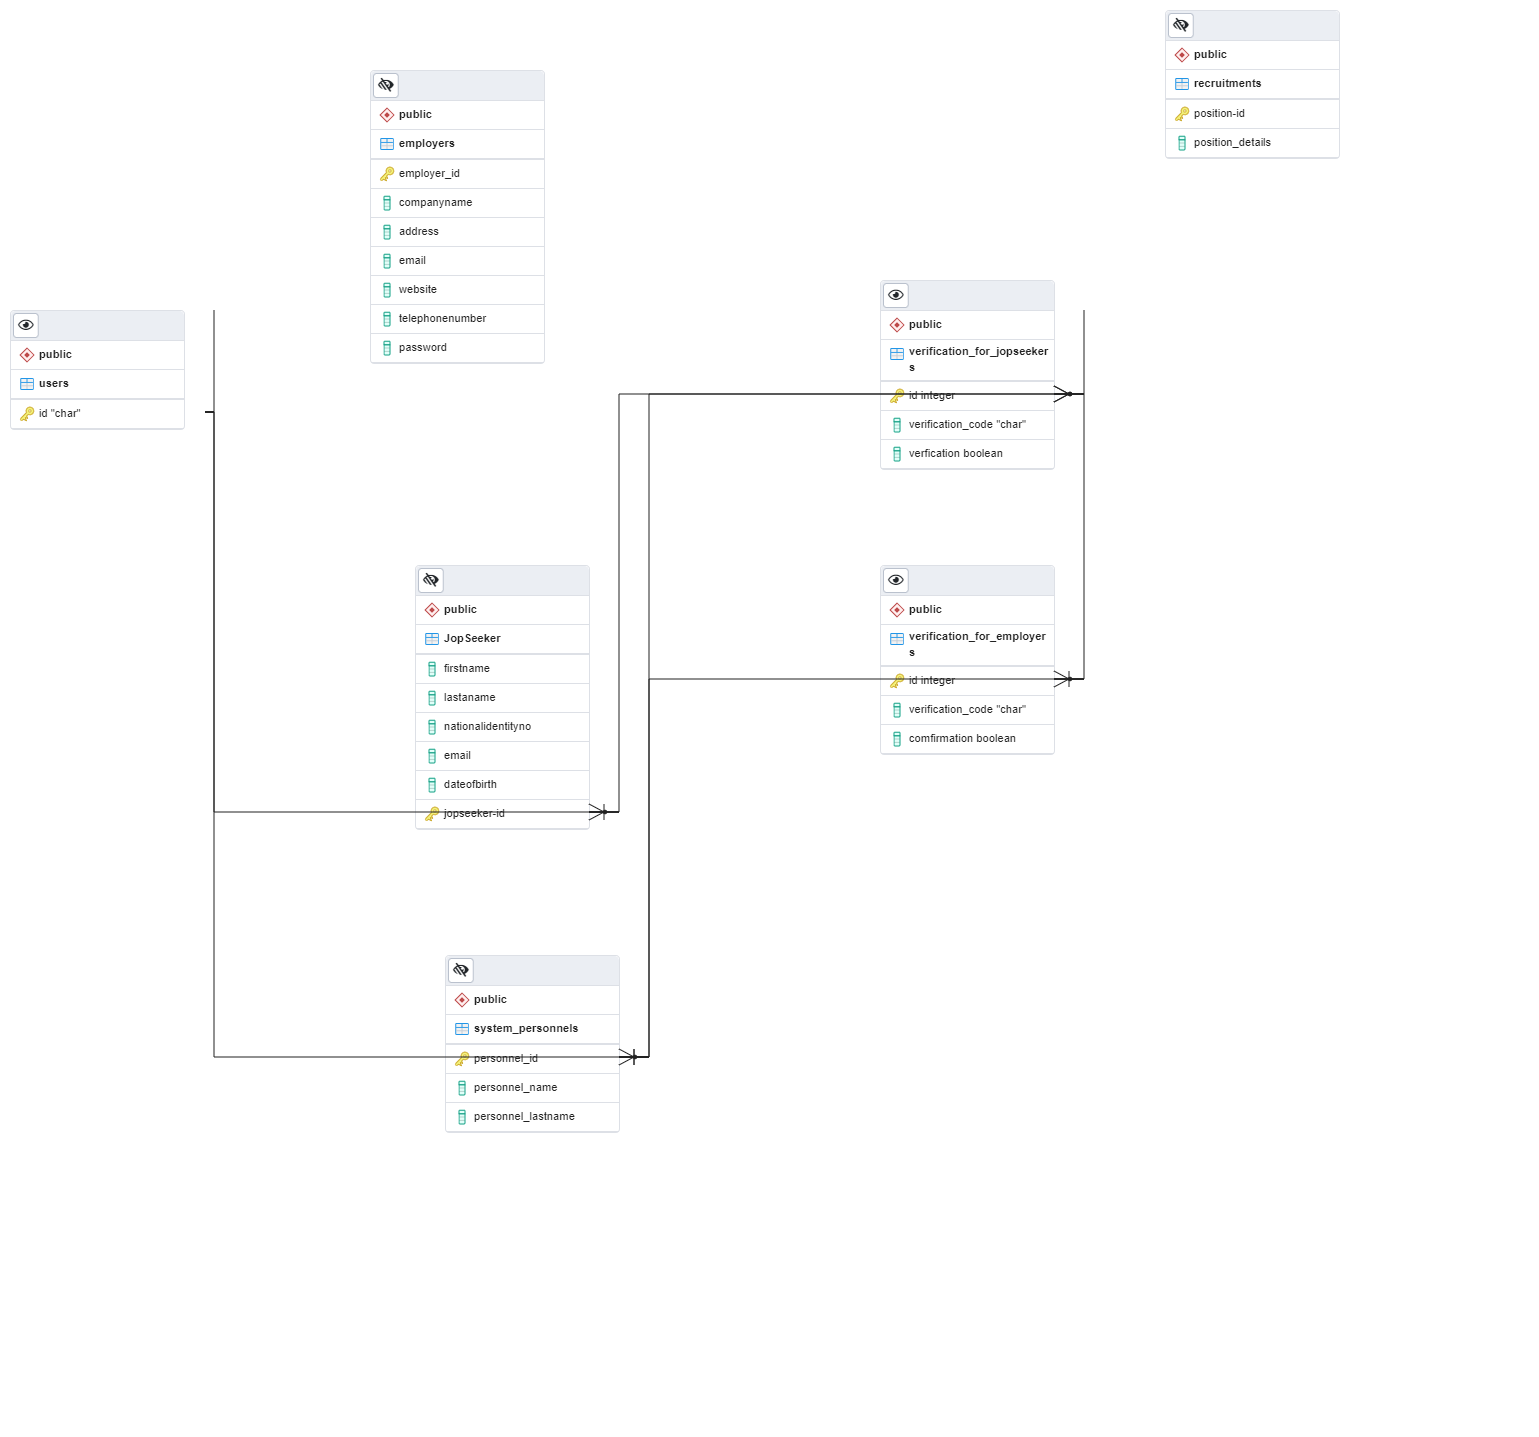 public
recruitments
position-id
position_details
public
employers
employer_id
companyname
address
email
website
telephonenumber
password
public
users
id "char"
public
verification_for_jopseeker
s
id integer
verification_code "char"
verfication boolean
public
JopSeeker
firstname
lastaname
nationalidentityno
email
dateofbirth
jopseeker-id
public
verification_for_employer
s
id integer
verification_code "char"
comfirmation boolean
public
system_personnels
personnel_id
personnel_name
personnel_lastname